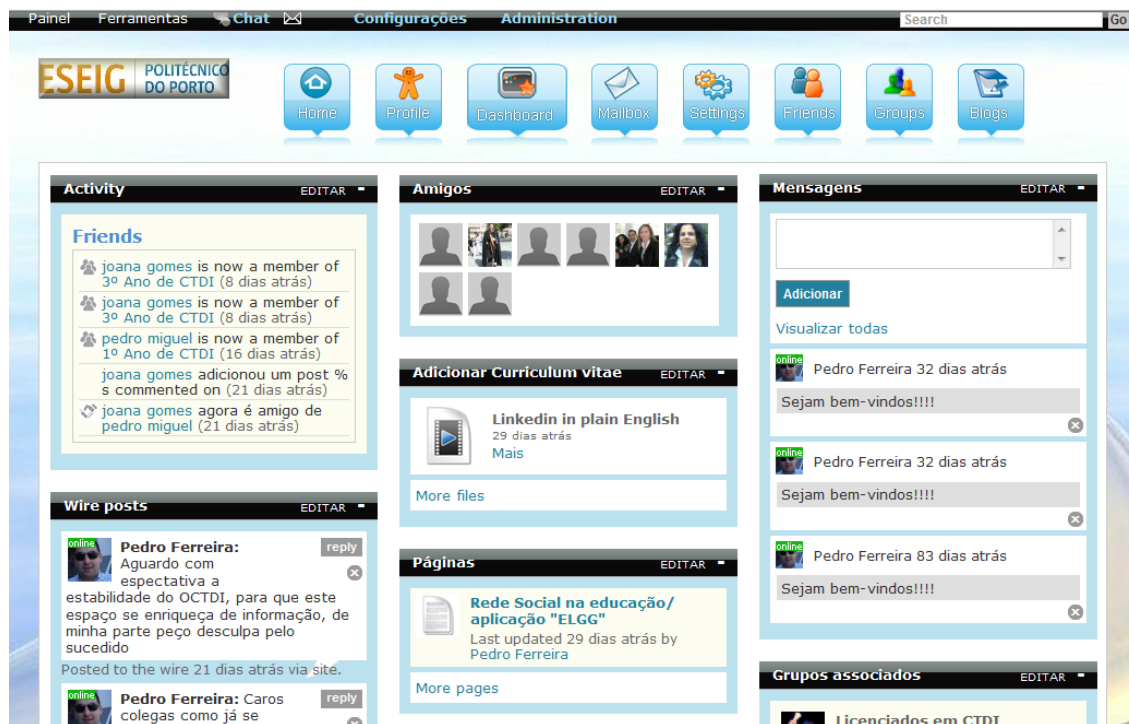 Painel Ferramentas Chat Configurações Administration Search Go
ESEIG POLITÉCNICO
DO PORTO
Home Profile Dashboard Mailbox Settings Friends Groups Blogs
Activity EDITAR -
Friends
joana gomes is now a member of
3º Ano de CTDI (8 dias atrás)
joana gomes is now a member of
3º Ano de CTDI (8 dias atrás)
pedro miguel is now a member of
1º Ano de CTDI (16 dias atrás)
joana gomes adicionou um post %
s commented on (21 dias atrás)
joana gomes agora é amigo de
pedro miguel (21 dias atrás)
Wire posts EDITAR -
online
Pedro Ferreira: reply
Aguardo com
espectativa a
estabilidade do OCTDI, para que este
espaço se enriqueça de informação, de
minha parte peço desculpa pelo
sucedido
Posted to the wire 21 dias atrás via site.
online
Pedro Ferreira: Caros reply
colegas como já se
Amigos EDITAR -
Adicionar Curriculum vitae EDITAR -
Linkedin in plain English
29 dias atrás
Mais
More files
Páginas EDITAR -
Rede Social na educação/
aplicação "ELGG"
Last updated 29 dias atrás by
Pedro Ferreira
More pages
Mensagens EDITAR -
Adicionar
Visualizar todas
online
Pedro Ferreira 32 dias atrás
Sejam bem-vindos!!!!
online
Pedro Ferreira 32 dias atrás
Sejam bem-vindos!!!!
online
Pedro Ferreira 83 dias atrás
Sejam bem-vindos!!!!
Grupos associados EDITAR -
Licenciados em CTDI